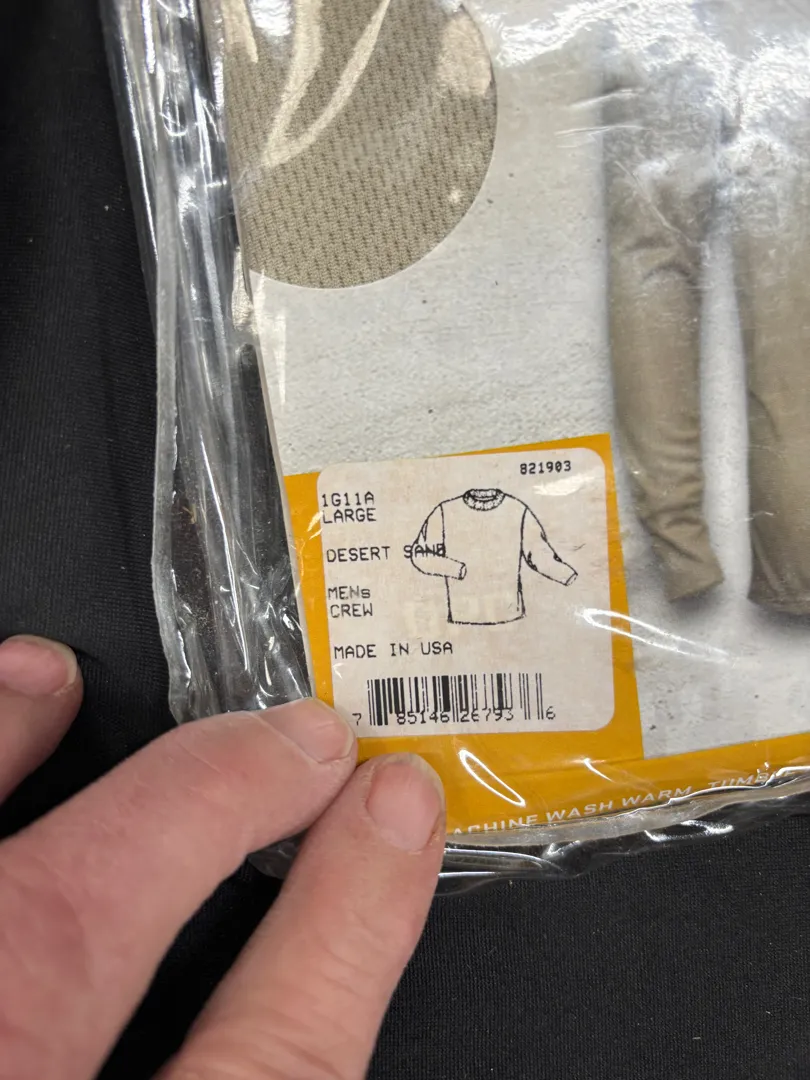 821903
1G11A
LARGE
DESERT SAND
MENs
CREW
MADE IN USA
7 85146 26793 6
MACHINE WASH WARM